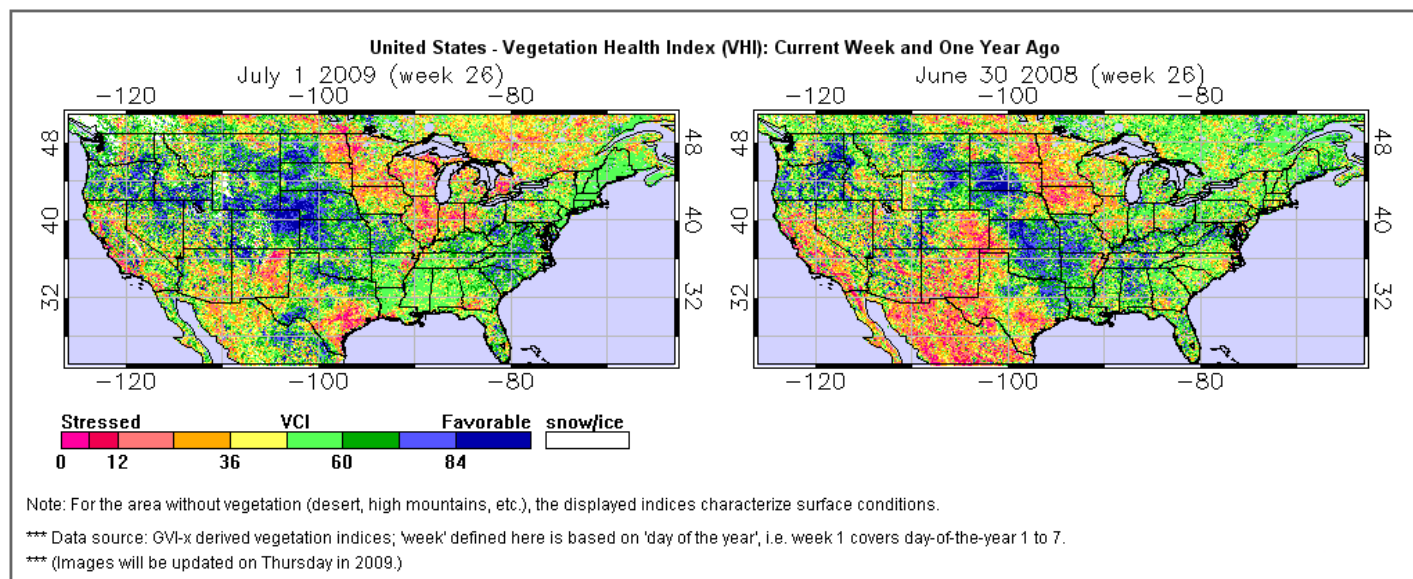 United States - Vegetation Health Index (VHI): Current Week and One Year Ago
July 1 2009 (week 26)
June 30 2008 (week 26)
−120 −100 −80
−120 −100 −80
48 48
40 40
32 32
48 48
40 40
32 32
−120 −100 −80
−120 −100 −80
Stressed VCI Favorable snow/ice
0 12 36 60 84
Note: For the area without vegetation (desert, high mountains, etc.), the displayed indices characterize surface conditions.
*** Data source: GVI-x derived vegetation indices; 'week' defined here is based on 'day of the year', i.e. week 1 covers day-of-the-year 1 to 7.
*** (Images will be updated on Thursday in 2009.)